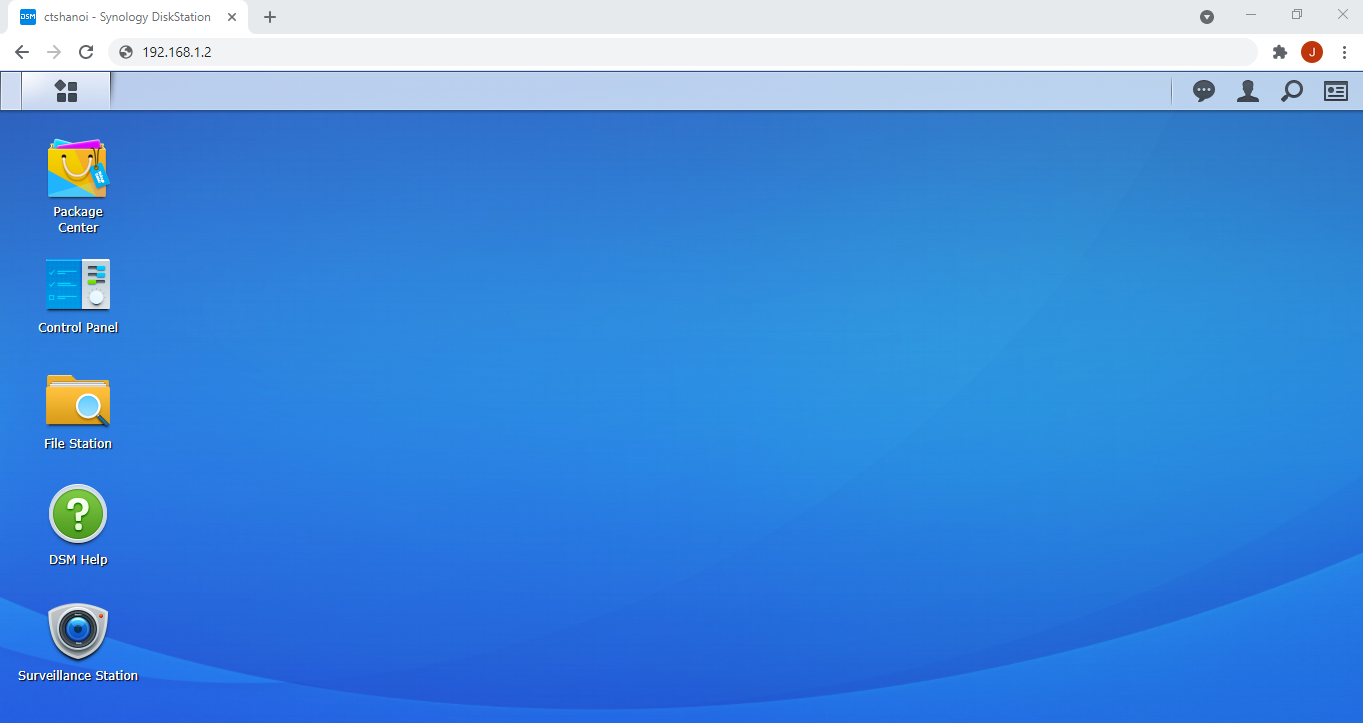 DSM ctshanoi - Synology DiskStation
192.168.1.2
J
Package
Center
Control Panel
File Station
?
DSM Help
Surveillance Station